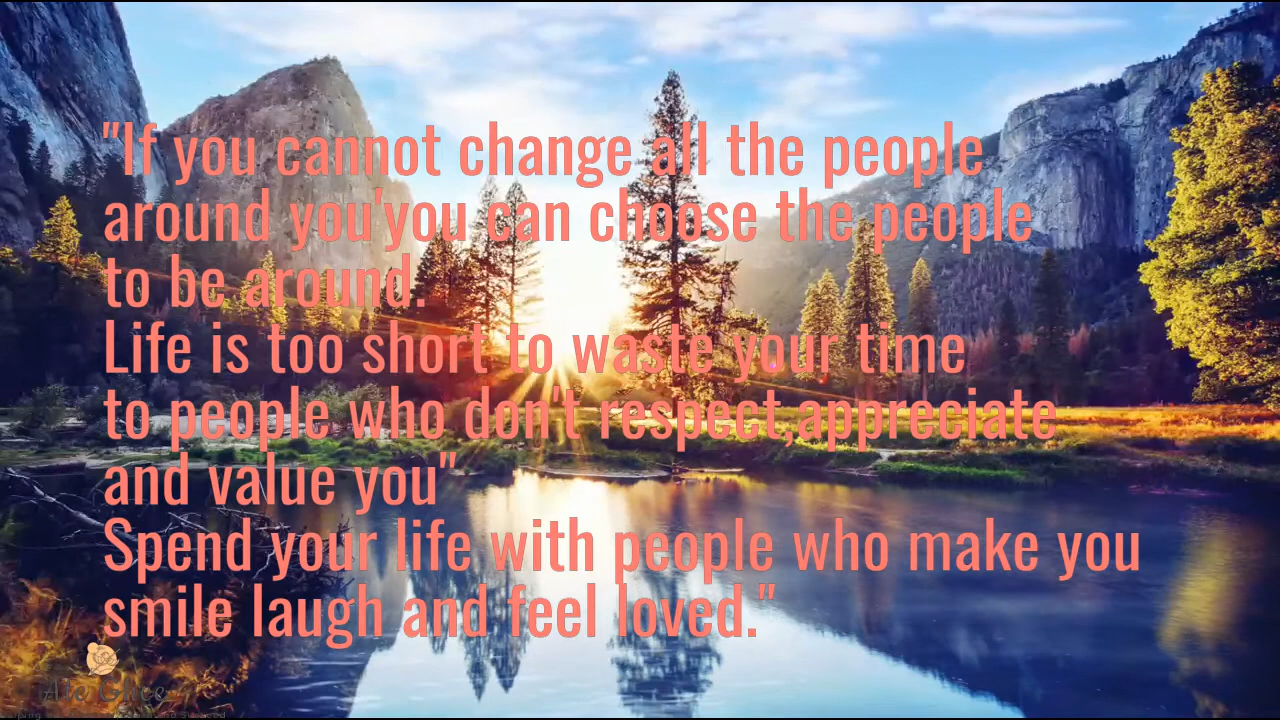 "If you cannot change all the people
around you'you can choose the people
to be around.
Life is too short to waste your time
to people who don't respect,appreciate
and value you"
Spend your life with people who make you
smile laugh and feel loved."
Ate Ghee